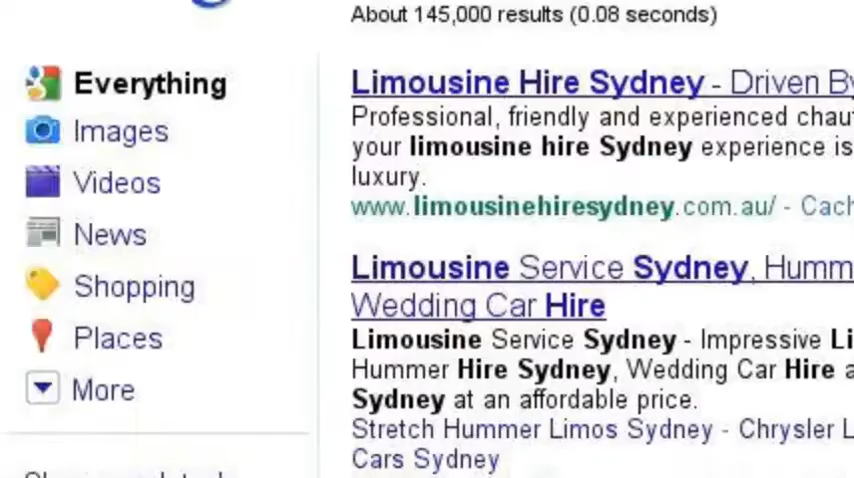 About 145,000 results (0.08 seconds)
Everything
Images
Videos
News
Shopping
Places
More
Limousine Hire Sydney - Driven By
Professional, friendly and experienced chau
your limousine hire Sydney experience is
luxury.
www.limousinehiresydney.com.au/ - Cach
Limousine Service Sydney, Humm
Wedding Car Hire
Limousine Service Sydney - Impressive Li
Hummer Hire Sydney, Wedding Car Hire a
Sydney at an affordable price.
Stretch Hummer Limos Sydney - Chrysler L
Cars Sydney